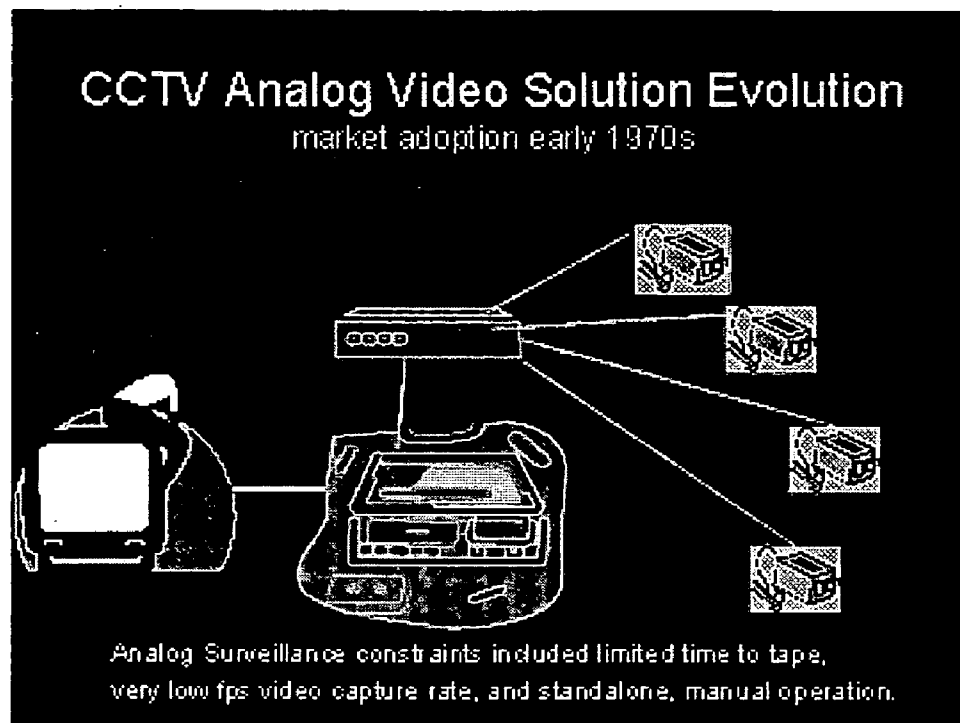 CCTV Analog Video Solution Evolution
market adoption early 1970s
Analog Surveillance constraints included limited time to tape,
very low fps video capture rate, and standalone, manual operation.